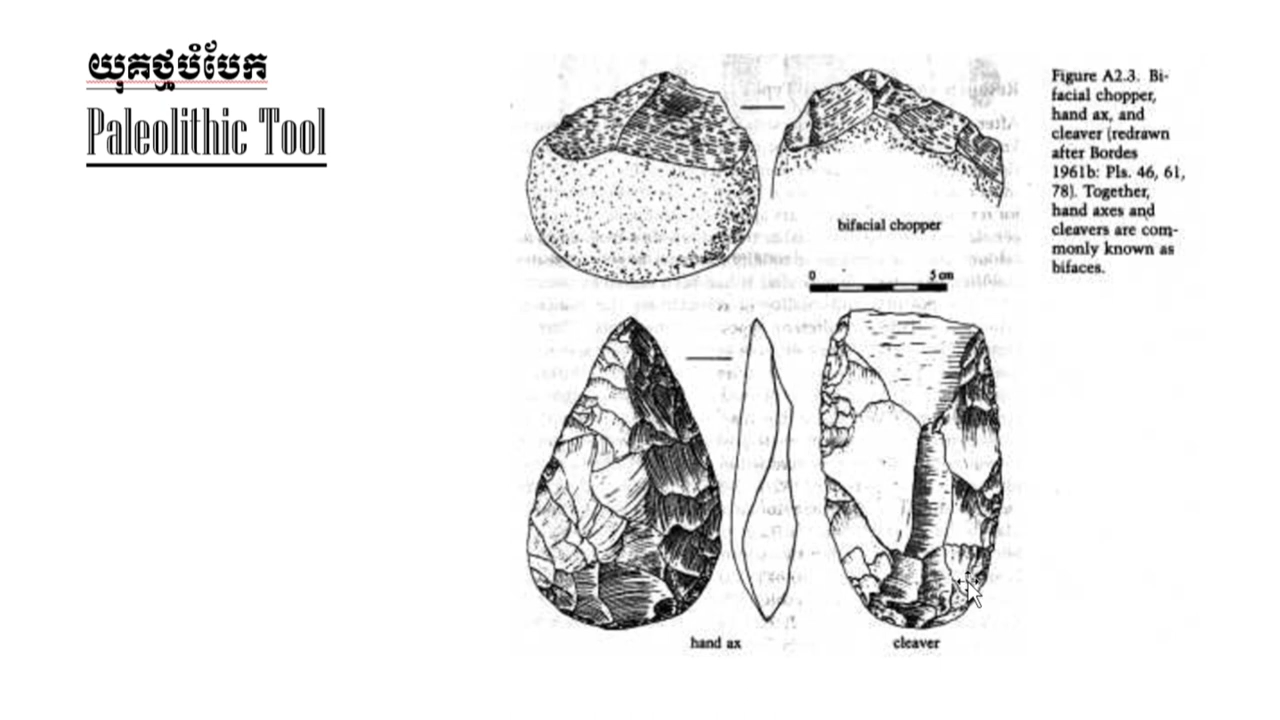 យុគថ្មបំបែក
Paleolithic Tool
Figure A2.3. Bi-
facial chopper,
hand ax, and
cleaver (redrawn
after Bordes
1961b: Pls. 46, 61,
78). Together,
hand axes and
cleavers are com-
monly known as
bifaces.
bifacial chopper
0 5 cm
hand ax
cleaver